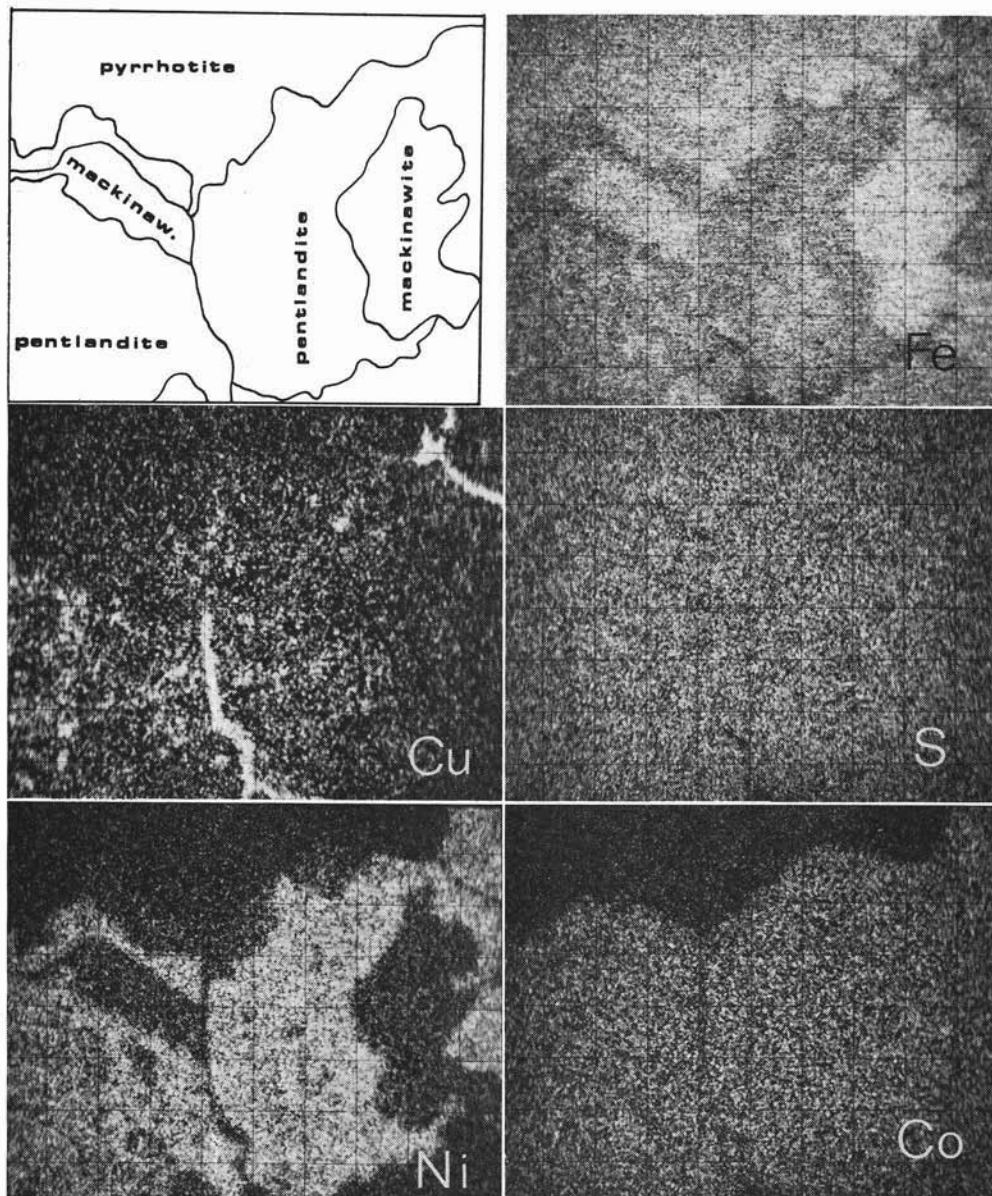 pyrrhotite
mackinaw.
pentlandite
mackinawite
pentlandite
Fe
Cu
S
Ni
Co